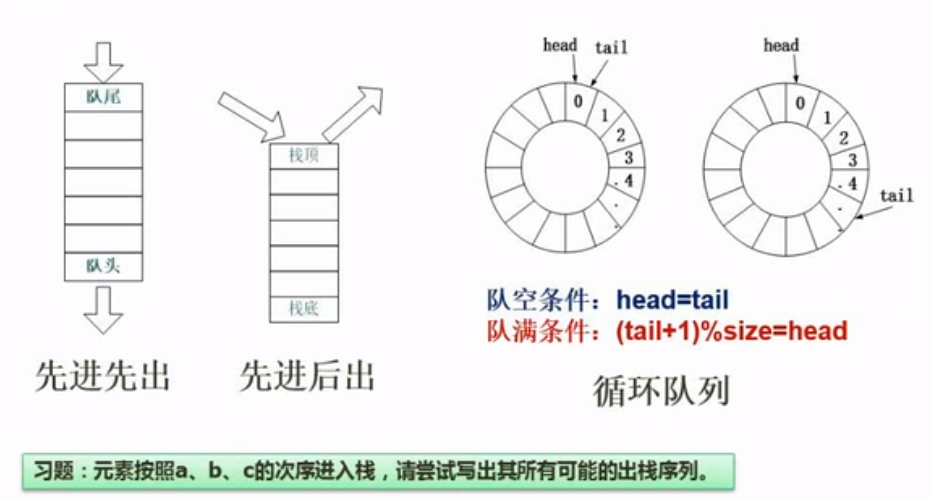 队尾
队头
先进先出
栈顶
栈底
先进后出
head
tail
0
1
2
3
4
head
0
1
2
3
4
tail
队空条件：head=tail
队满条件：(tail+1)%size=head
循环队列
习题：元素按照a、b、c的次序进入栈，请尝试写出其所有可能的出栈序列。